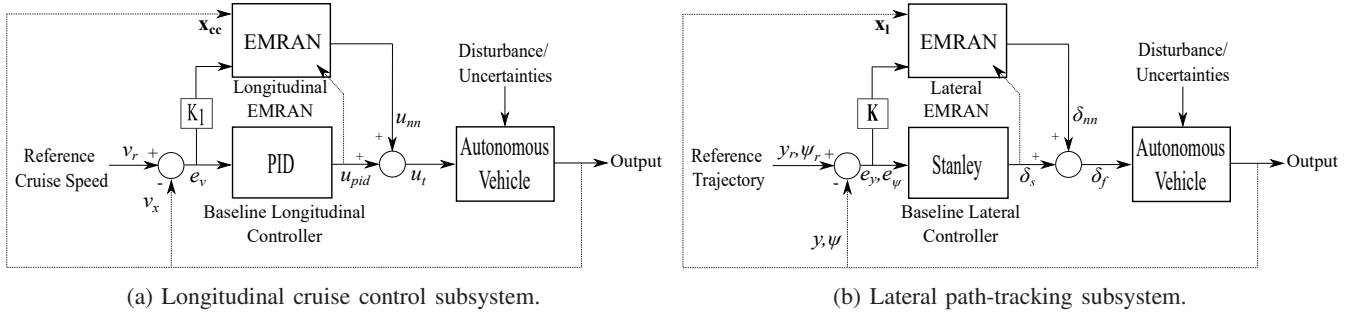 x_cc
EMRAN
Longitudinal
EMRAN
K_1
u_nn
Disturbance/
Uncertainties
Reference
Cruise Speed
v_r
+
-
e_v
v_x
PID
Baseline Longitudinal
Controller
u_pid
+
+
u_t
Autonomous
Vehicle
Output
(a) Longitudinal cruise control subsystem.
x_l
EMRAN
Lateral
EMRAN
K
δ_nn
Disturbance/
Uncertainties
Reference
Trajectory
y_r,ψ_r
+
-
e_y,e_ψ
y,ψ
Stanley
Baseline Lateral
Controller
δ_s
+
+
δ_f
Autonomous
Vehicle
Output
(b) Lateral path-tracking subsystem.